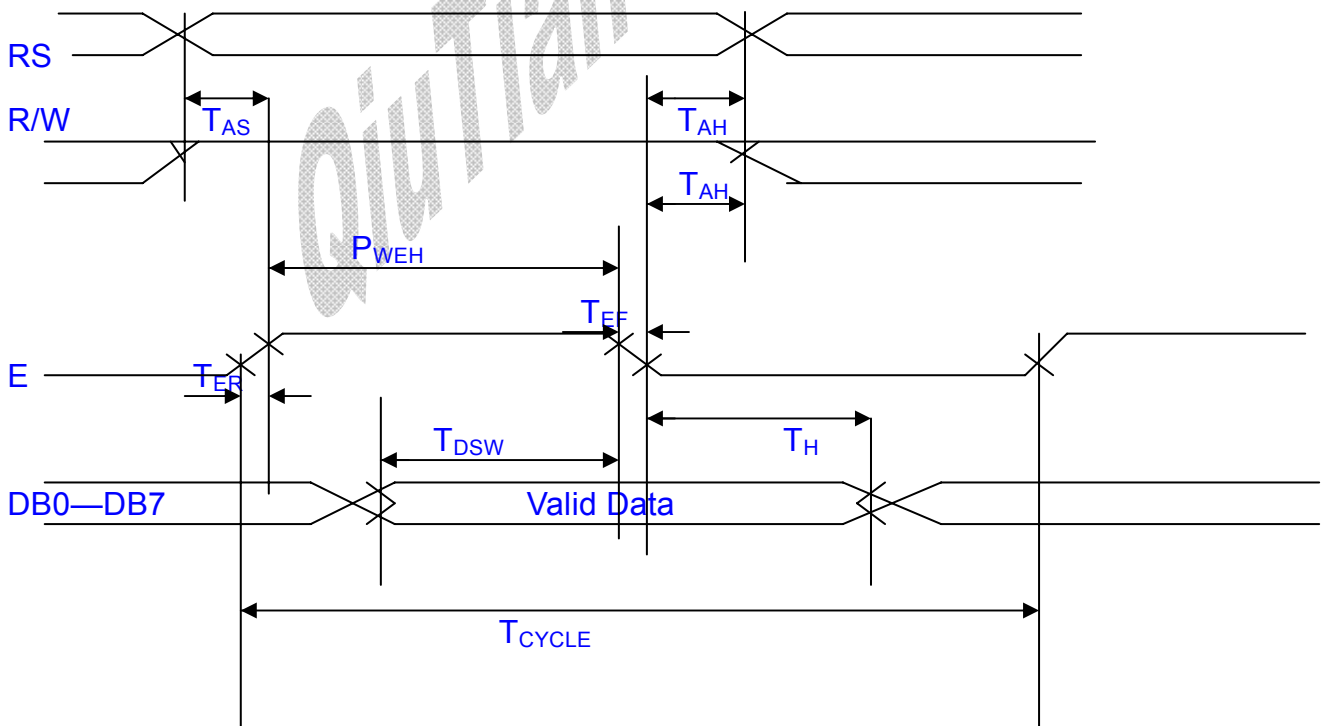 RS
R/W
TAS
TAH
TAH
PWEH
TEF
E
TER
TDSW
TH
DB0—DB7
Valid Data
TCYCLE
QiuTian